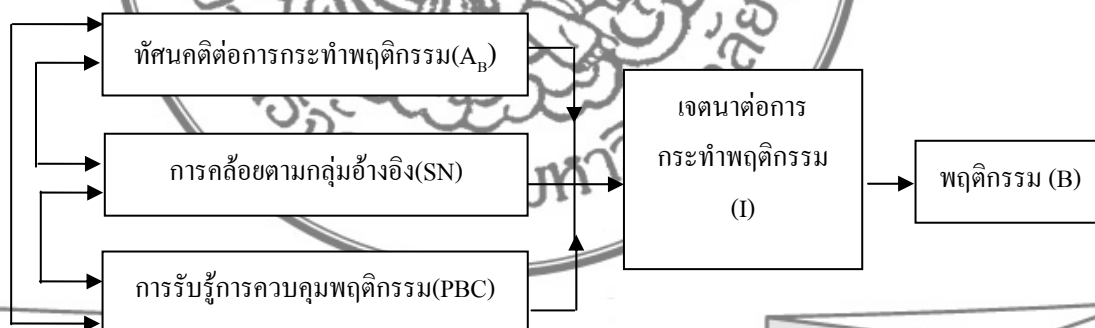 ทัศนคติต่อการกระทำพฤติกรรม(A_B)
การคล้อยตามกลุ่มอ้างอิง(SN)
การรับรู้การควบคุมพฤติกรรม(PBC)
เจตนาต่อการ
กระทำพฤติกรรม
(I)
พฤติกรรม (B)